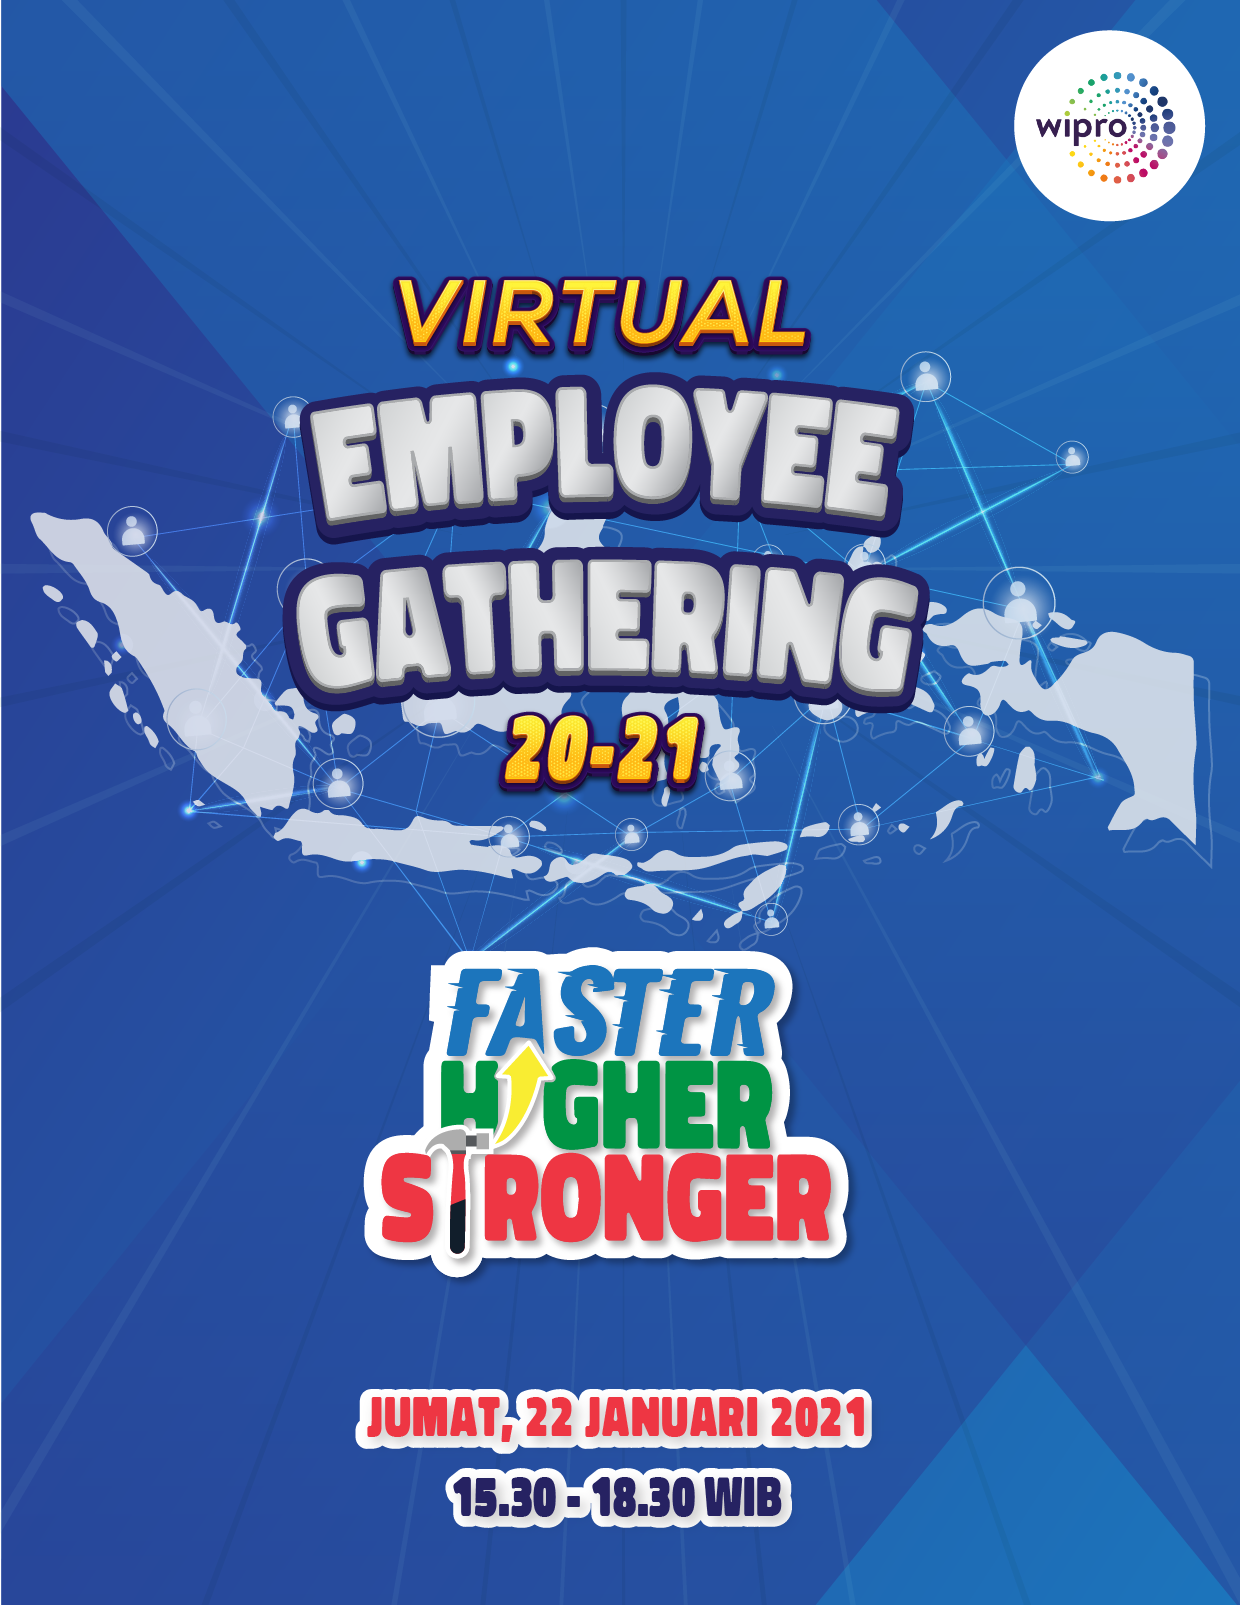 wipro
VIRTUAL
EMPLOYEE
GATHERING
20-21
FASTER
HIGHER
STRONGER
JUMAT, 22 JANUARI 2021
15.30 - 18.30 WIB